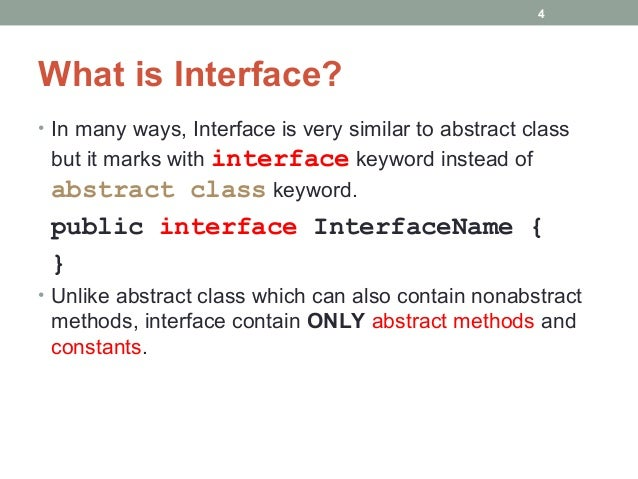 4
What is Interface?
• In many ways, Interface is very similar to abstract class
but it marks with interface keyword instead of
abstract class keyword.
public interface InterfaceName {
}
• Unlike abstract class which can also contain nonabstract
methods, interface contain ONLY abstract methods and
constants.